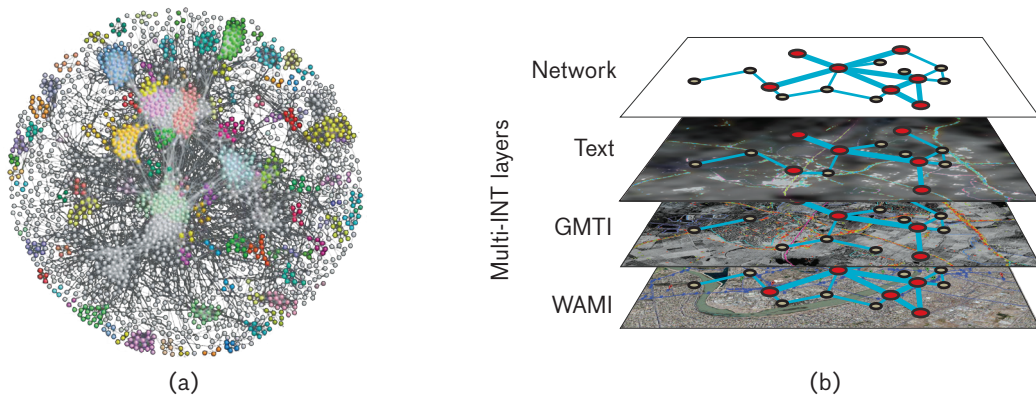 Network
Text
GMTI
WAMI
Multi-INT layers
(a)
(b)